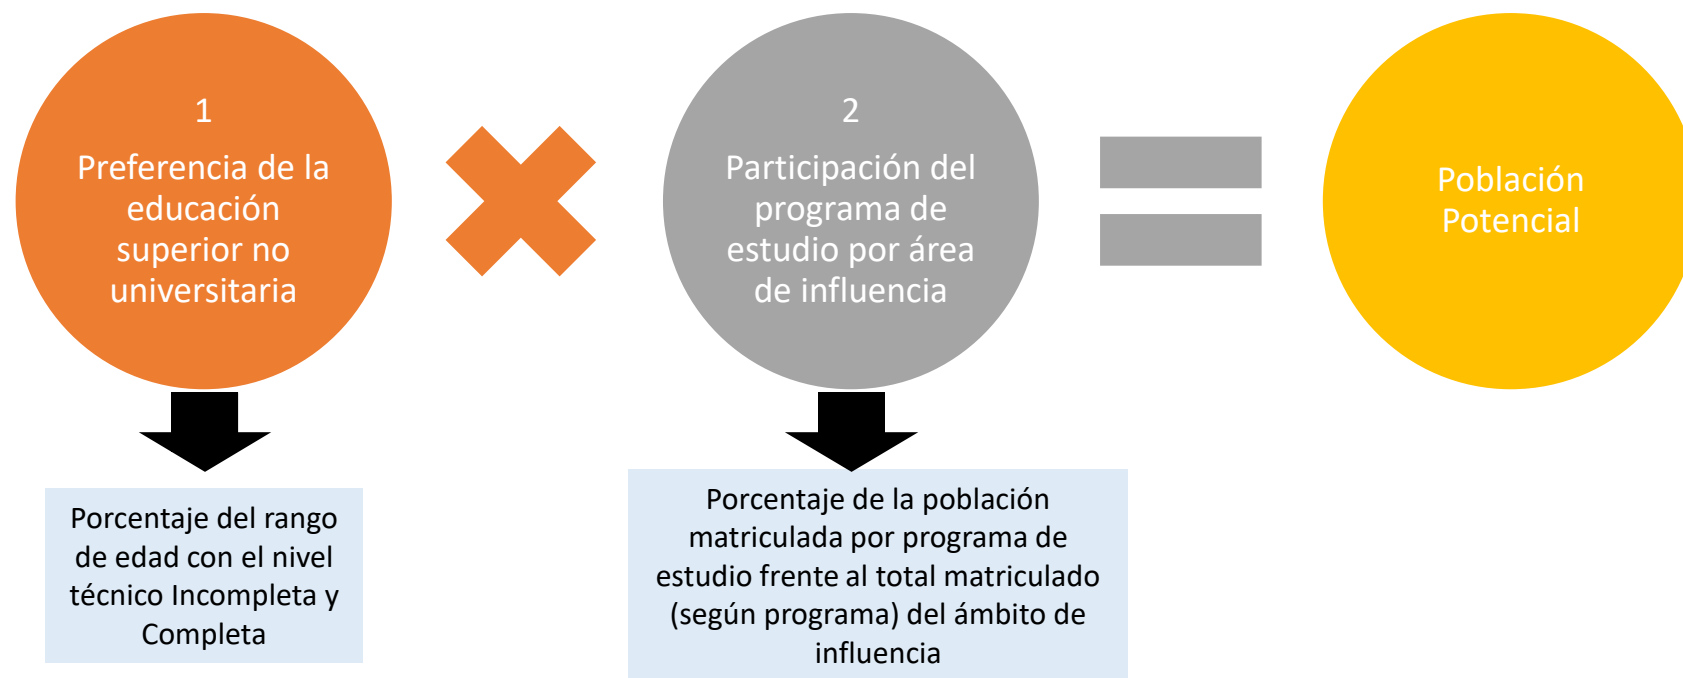 1
Preferencia de la
educación
superior no
universitaria
2
Participación del
programa de
estudio por área
de influencia
Población
Potencial
Porcentaje del rango
de edad con el nivel
técnico Incompleta y
Completa
Porcentaje de la población
matriculada por programa de
estudio frente al total matriculado
(según programa) del ámbito de
influencia